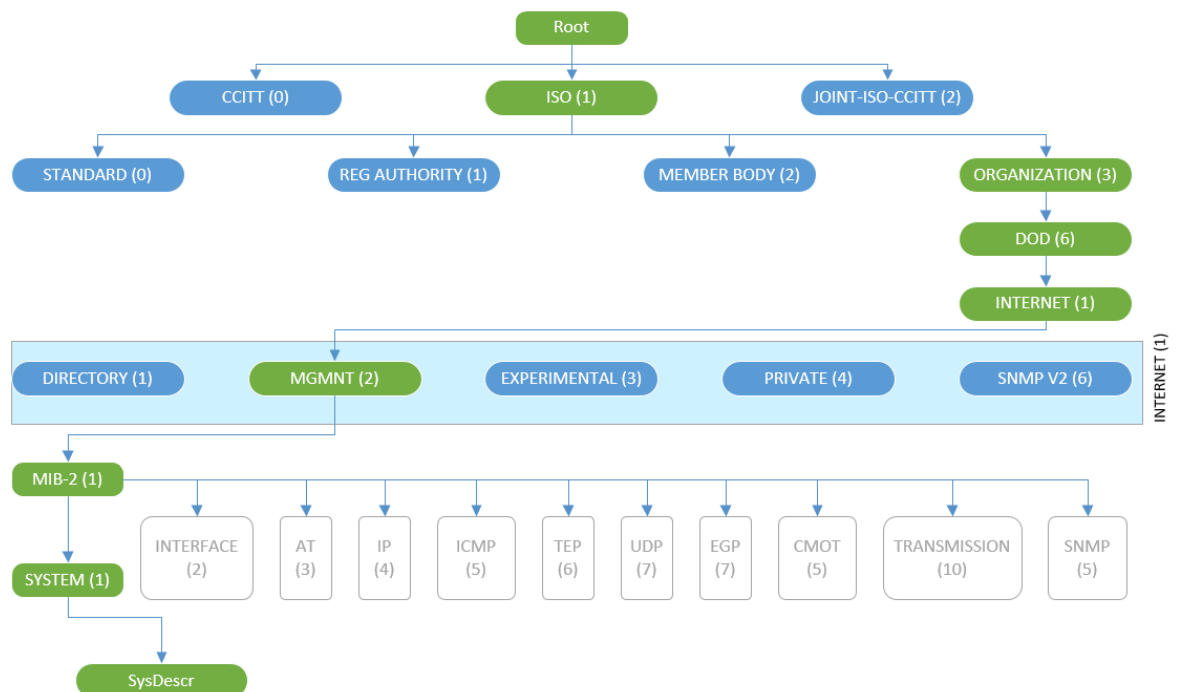 Root
CCITT (0)
ISO (1)
JOINT-ISO-CCITT (2)
STANDARD (0)
REG AUTHORITY (1)
MEMBER BODY (2)
ORGANIZATION (3)
DOD (6)
INTERNET (1)
INTERNET (1)
DIRECTORY (1)
MGMNT (2)
EXPERIMENTAL (3)
PRIVATE (4)
SNMP V2 (6)
MIB-2 (1)
INTERFACE
(2)
AT
(3)
IP
(4)
ICMP
(5)
TEP
(6)
UDP
(7)
EGP
(7)
CMOT
(5)
TRANSMISSION
(10)
SNMP
(5)
SYSTEM (1)
SysDescr